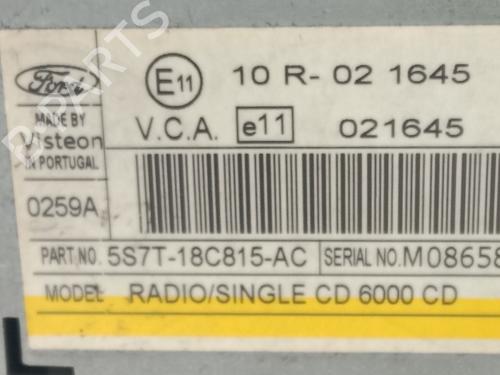 Ford
E11
10 R- 02 1645
MADE BY
Visteon
IN PORTUGAL
V.C.A. e11 021645
0259A
PART NO. 5S7T-18C815-AC SERIAL NO. M08658
MODEL RADIO/SINGLE CD 6000 CD